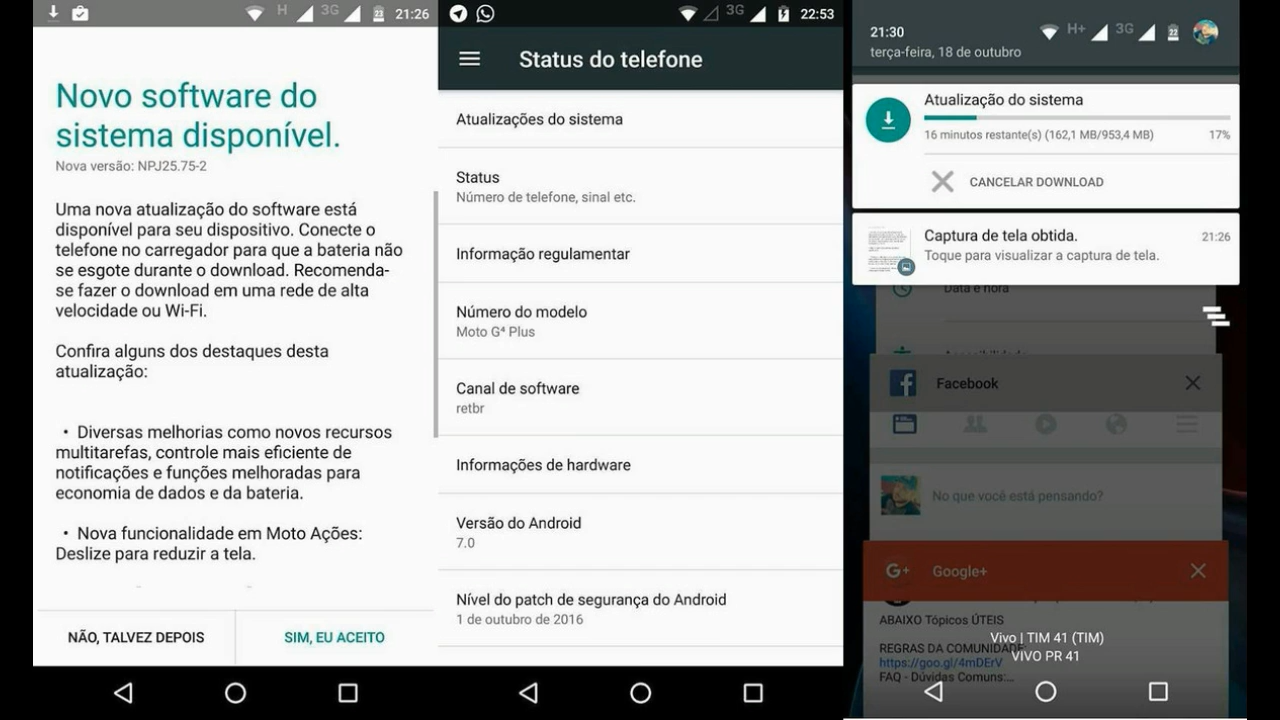 H 3G 23 21:26
Novo software do
sistema disponível.
Nova versão: NPJ25.75-2
Uma nova atualização do software está
disponível para seu dispositivo. Conecte o
telefone no carregador para que a bateria não
se esgote durante o download. Recomenda-
se fazer o download em uma rede de alta
velocidade ou Wi-Fi.
Confira alguns dos destaques desta
atualização:
• Diversas melhorias como novos recursos
multitarefas, controle mais eficiente de
notificações e funções melhoradas para
economia de dados e da bateria.
• Nova funcionalidade em Moto Ações:
Deslize para reduzir a tela.
NÃO, TALVEZ DEPOIS SIM, EU ACEITO
3G 22:53
Status do telefone
Atualizações do sistema
Status
Número de telefone, sinal etc.
Informação regulamentar
Número do modelo
Moto G⁴ Plus
Canal de software
retbr
Informações de hardware
Versão do Android
7.0
Nível do patch de segurança do Android
1 de outubro de 2016
21:30 H+ 3G 22
terça-feira, 18 de outubro
Atualização do sistema
16 minutos restante(s) (162,1 MB/953,4 MB) 17%
CANCELAR DOWNLOAD
Captura de tela obtida. 21:26
Toque para visualizar a captura de tela.
Data e hora
Acessibilidade
Facebook
No que você está pensando?
G+ Google+
ABAIXO Tópicos ÚTEIS
Vivo | TIM 41 (TIM)
REGRAS DA COMUNIDADE:
VIVO PR 41
https://goo.gl/4mDErV
FAQ - Dúvidas Comuns:...